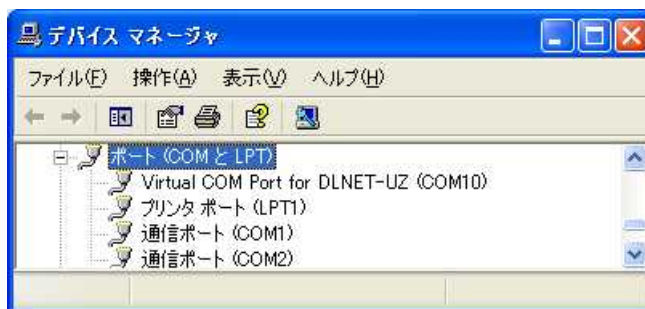 デバイス マネージャ
ファイル(F) 操作(A) 表示(V) ヘルプ(H)
ポート (COM と LPT)
Virtual COM Port for DLNET-UZ (COM10)
プリンタ ポート (LPT1)
通信ポート (COM1)
通信ポート (COM2)